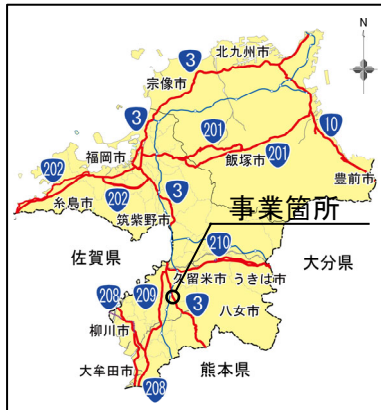 N
3
北九州市
宗像市
3
201
10
福岡市
飯塚市
201
202
豊前市
糸島市
202
3
筑紫野市
事業箇所
佐賀県
210
大分県
久留米市
うきは市
208
209
3
八女市
柳川市
大牟田市
熊本県
208